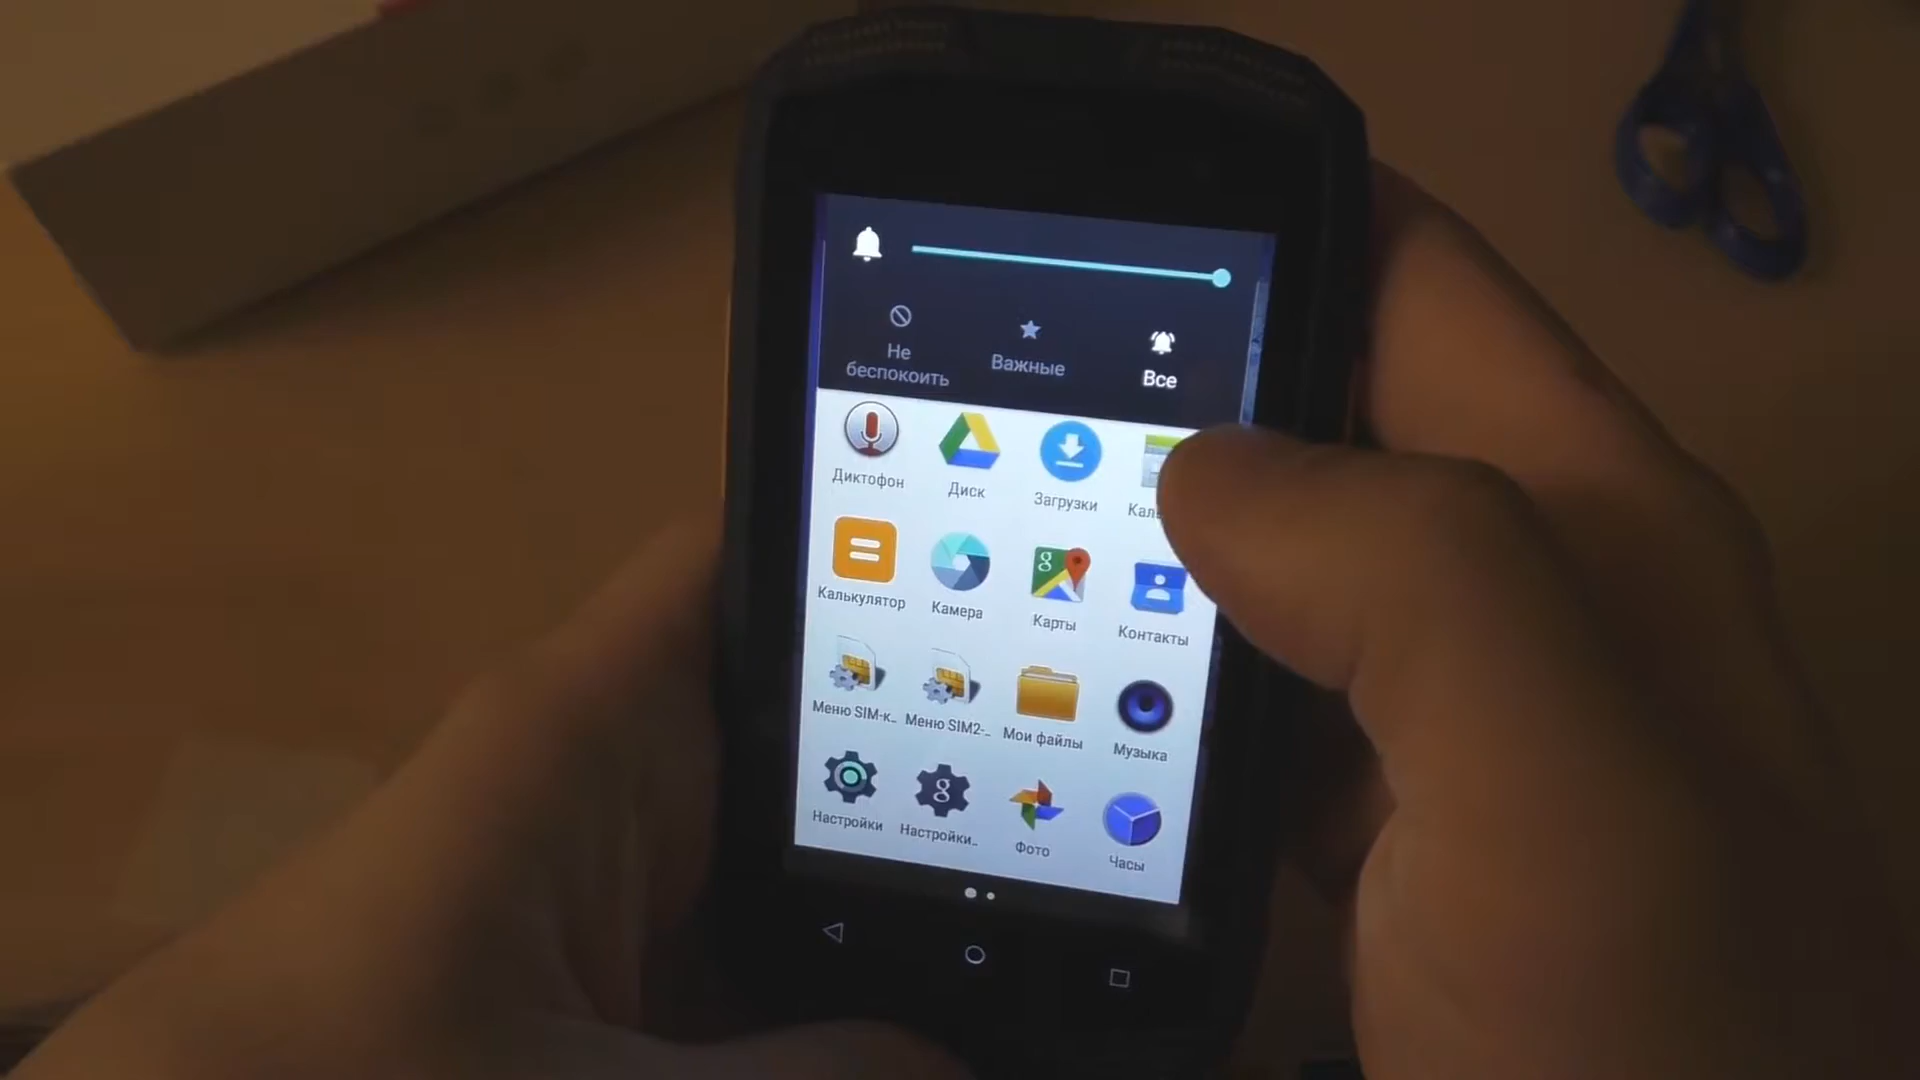 Не
беспокоить
Важные
Все
Диктофон
Диск
Загрузки
Калькулятор
Камера
Карты
Контакты
Меню SIM-к...
Меню SIM2-...
Мои файлы
Музыка
Настройки
Настройки...
Фото
Часы